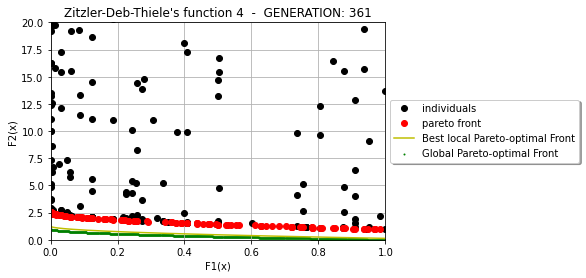 Zitzler-Deb-Thiele's function 4  -  GENERATION: 361
20.0
17.5
15.0
12.5
10.0
7.5
5.0
2.5
0.0
F2(x)
0.0 0.2 0.4 0.6 0.8 1.0
F1(x)
individuals
pareto front
Best local Pareto-optimal Front
Global Pareto-optimal Front